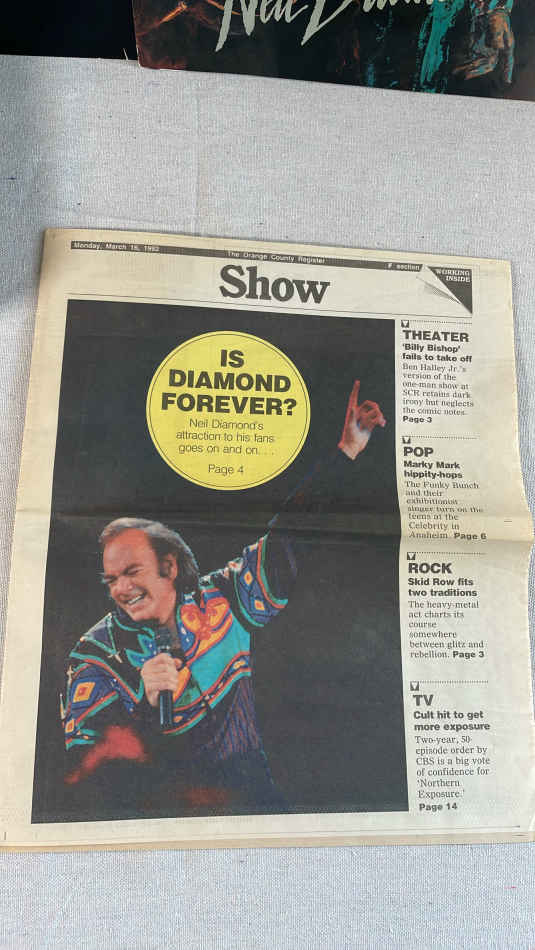 Neil
Monday, March 16, 1992
The Orange County Register
F section
Show
WORKING
INSIDE
IS
DIAMOND
FOREVER?
Neil Diamond's
attraction to his fans
goes on and on. . .
Page 4
THEATER
'Billy Bishop'
fails to take off
Ben Halley Jr.'s
version of the
one-man show at
SCR retains dark
irony but neglects
the comic notes.
Page 3
POP
Marky Mark
hippity-hops
The Funky Bunch
and their
exhibitionist
singer turn on the
teens at the
Celebrity in
Anaheim. Page 6
ROCK
Skid Row fits
two traditions
The heavy-metal
act charts its
course
somewhere
between glitz and
rebellion. Page 3
TV
Cult hit to get
more exposure
Two-year, 50-
episode order by
CBS is a big vote
of confidence for
'Northern
Exposure.'
Page 14